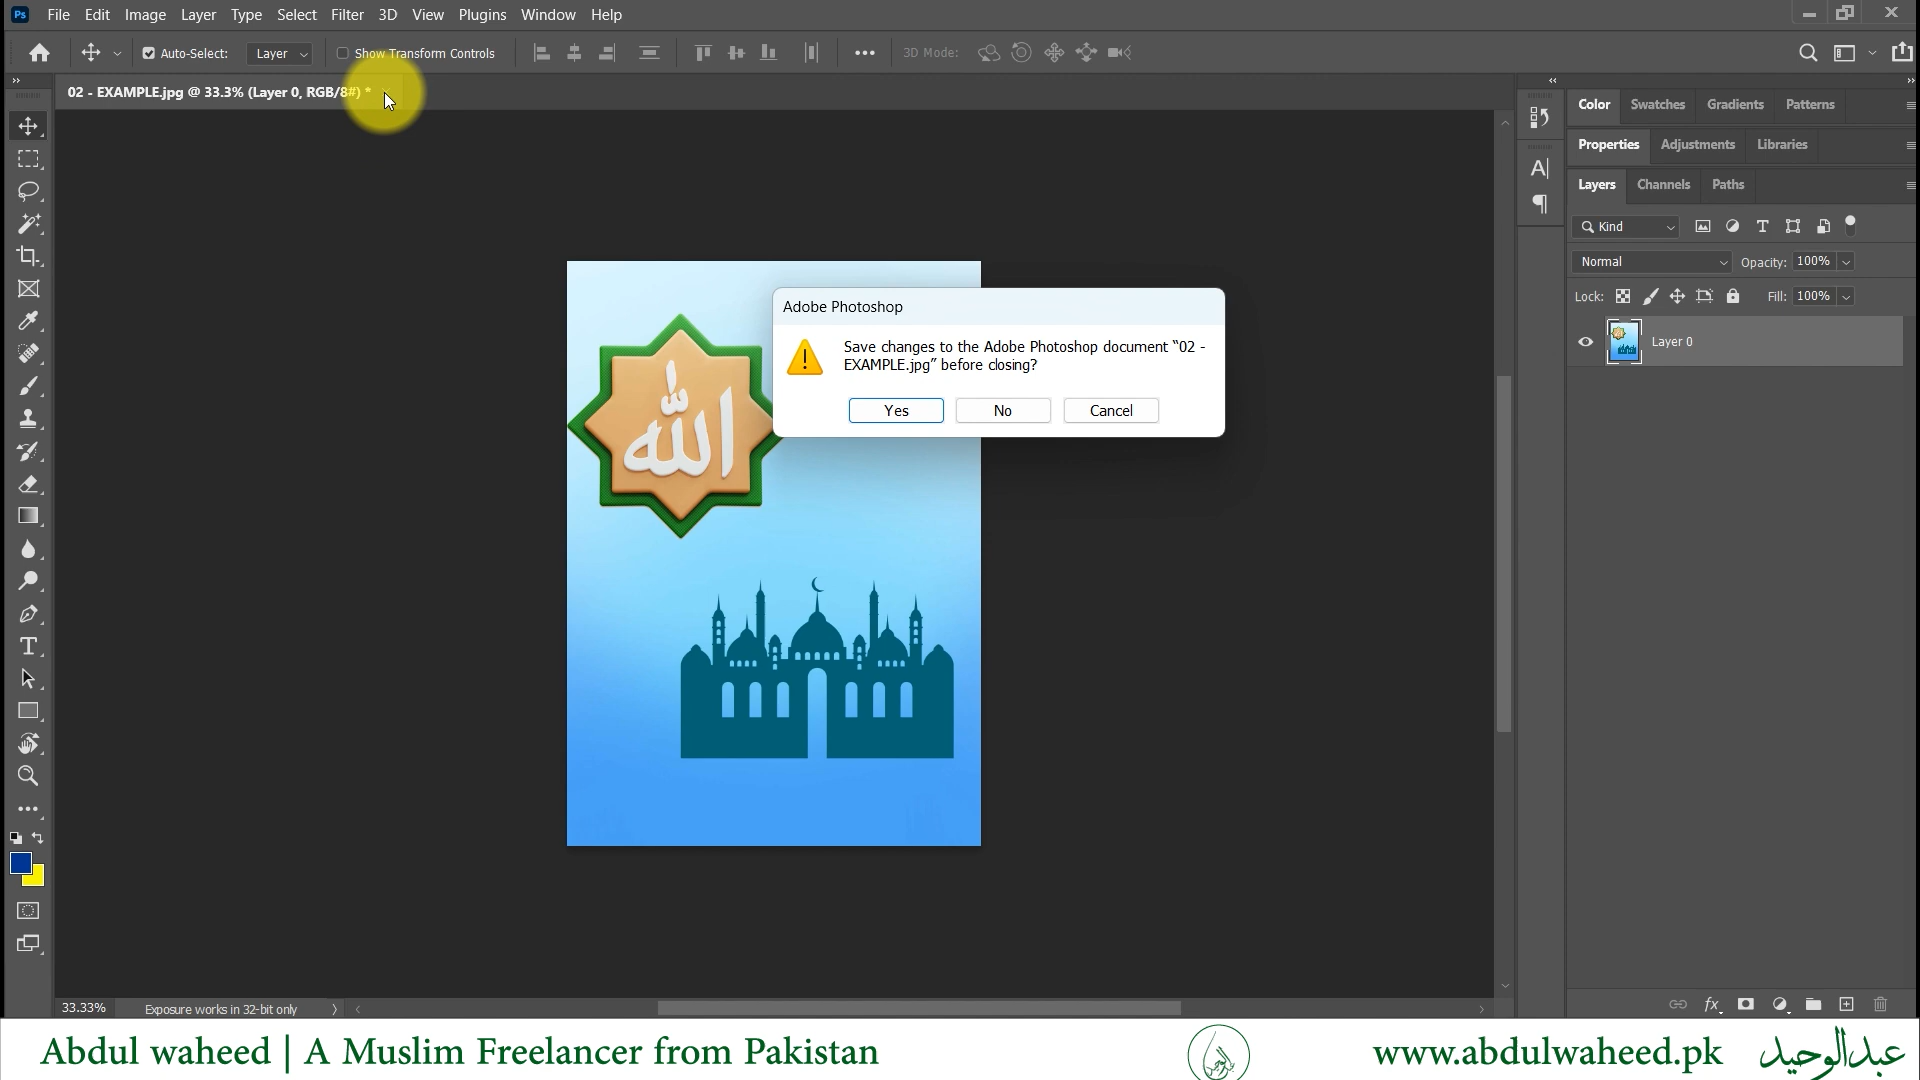 Ps File Edit Image Layer Type Select Filter 3D View Plugins Window Help
Auto-Select: Layer Show Transform Controls 3D Mode:
02 - EXAMPLE.jpg @ 33.3% (Layer 0, RGB/8#) *
Color Swatches Gradients Patterns
Properties Adjustments Libraries
Layers Channels Paths
Kind
Normal Opacity: 100%
Lock: Fill: 100%
Layer 0
Adobe Photoshop
Save changes to the Adobe Photoshop document “02 -
EXAMPLE.jpg” before closing?
Yes No Cancel
الله
33.33% Exposure works in 32-bit only
Abdul waheed | A Muslim Freelancer from Pakistan www.abdulwaheed.pk عبدالوحید